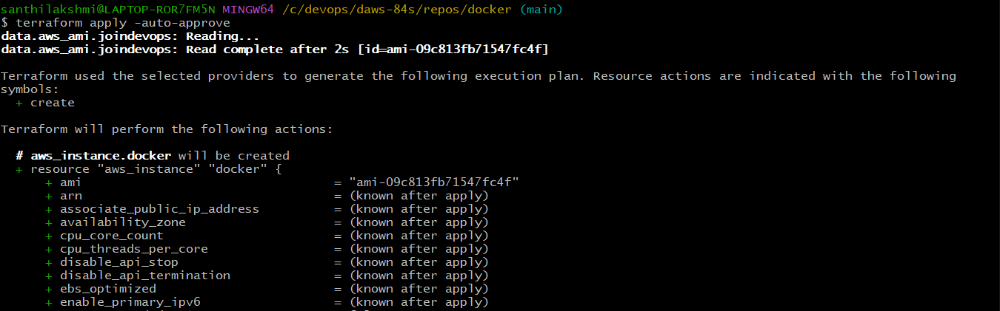 santhilakshmi@LAPTOP-ROR7FM5N MINGW64 /c/devops/daws-84s/repos/docker (main)
$ terraform apply -auto-approve
data.aws_ami.joindevops: Reading...
data.aws_ami.joindevops: Read complete after 2s [id=ami-09c813fb71547fc4f]

Terraform used the selected providers to generate the following execution plan. Resource actions are indicated with the following
symbols:
  + create

Terraform will perform the following actions:

  # aws_instance.docker will be created
  + resource "aws_instance" "docker" {
      + ami                                  = "ami-09c813fb71547fc4f"
      + arn                                  = (known after apply)
      + associate_public_ip_address          = (known after apply)
      + availability_zone                    = (known after apply)
      + cpu_core_count                       = (known after apply)
      + cpu_threads_per_core                 = (known after apply)
      + disable_api_stop                     = (known after apply)
      + disable_api_termination              = (known after apply)
      + ebs_optimized                        = (known after apply)
      + enable_primary_ipv6                  = (known after apply)